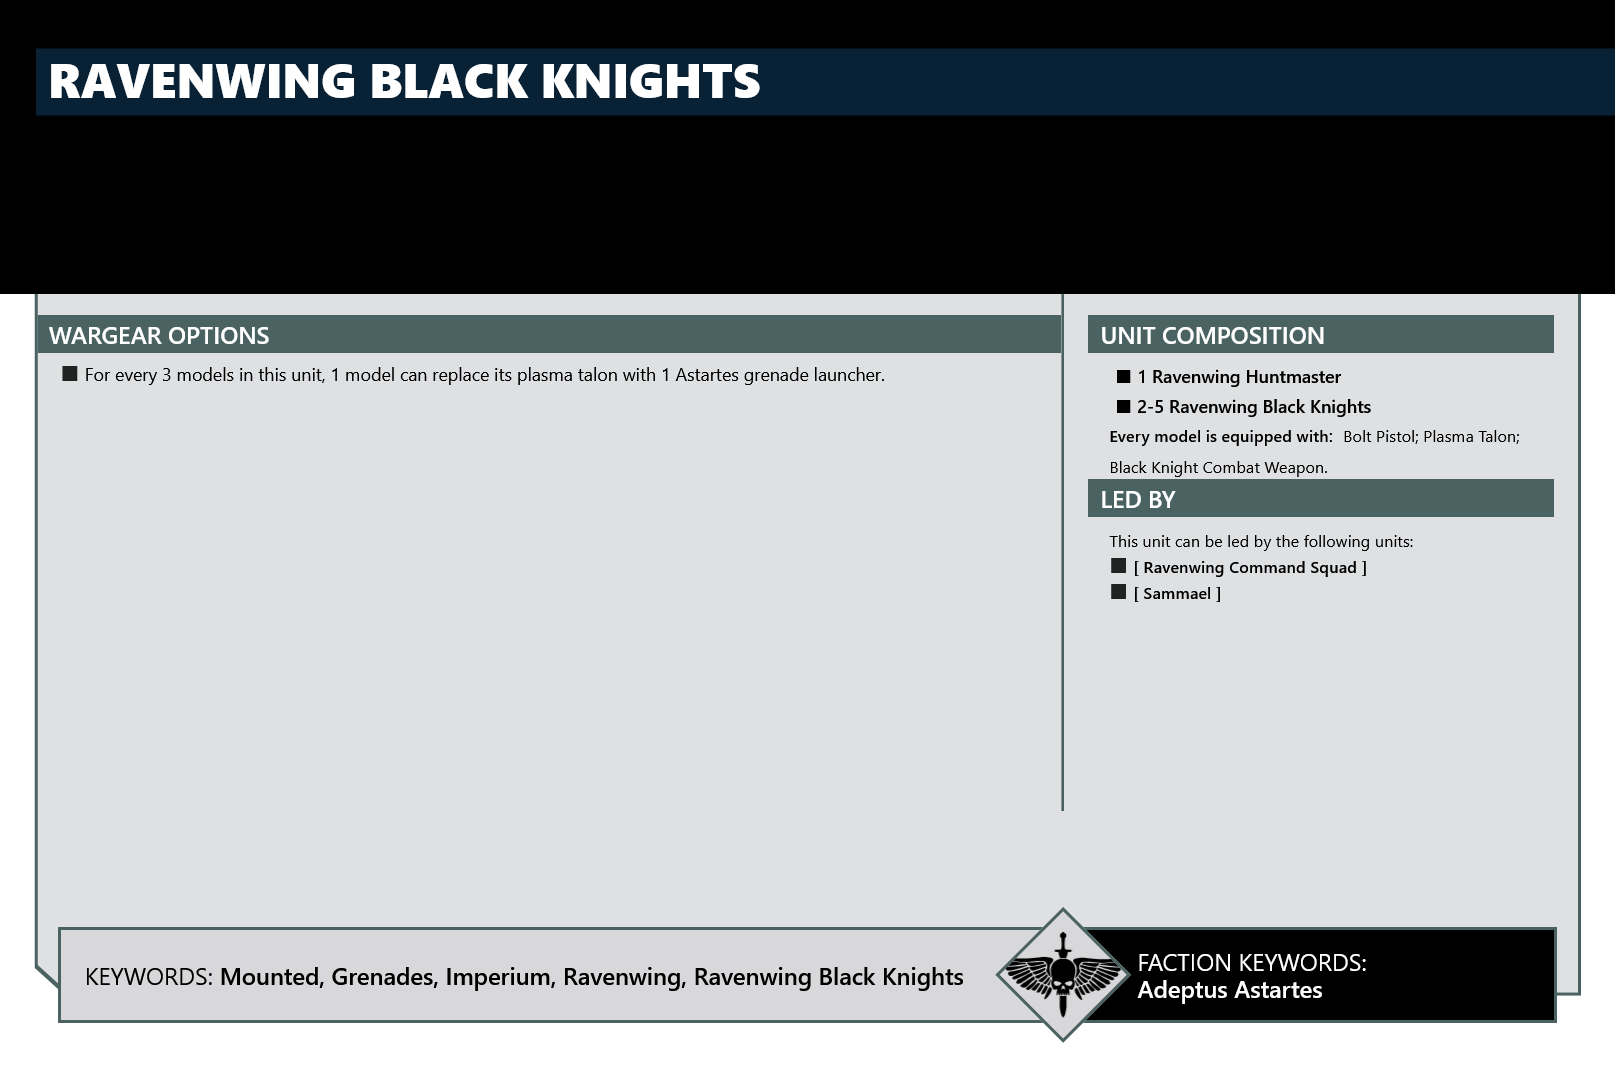 RAVENWING BLACK KNIGHTS
WARGEAR OPTIONS
■ For every 3 models in this unit, 1 model can replace its plasma talon with 1 Astartes grenade launcher.
UNIT COMPOSITION
■ 1 Ravenwing Huntmaster
■ 2-5 Ravenwing Black Knights
Every model is equipped with: Bolt Pistol; Plasma Talon;
Black Knight Combat Weapon.
LED BY
This unit can be led by the following units:
■ [ Ravenwing Command Squad ]
■ [ Sammael ]
KEYWORDS: Mounted, Grenades, Imperium, Ravenwing, Ravenwing Black Knights
FACTION KEYWORDS:
Adeptus Astartes